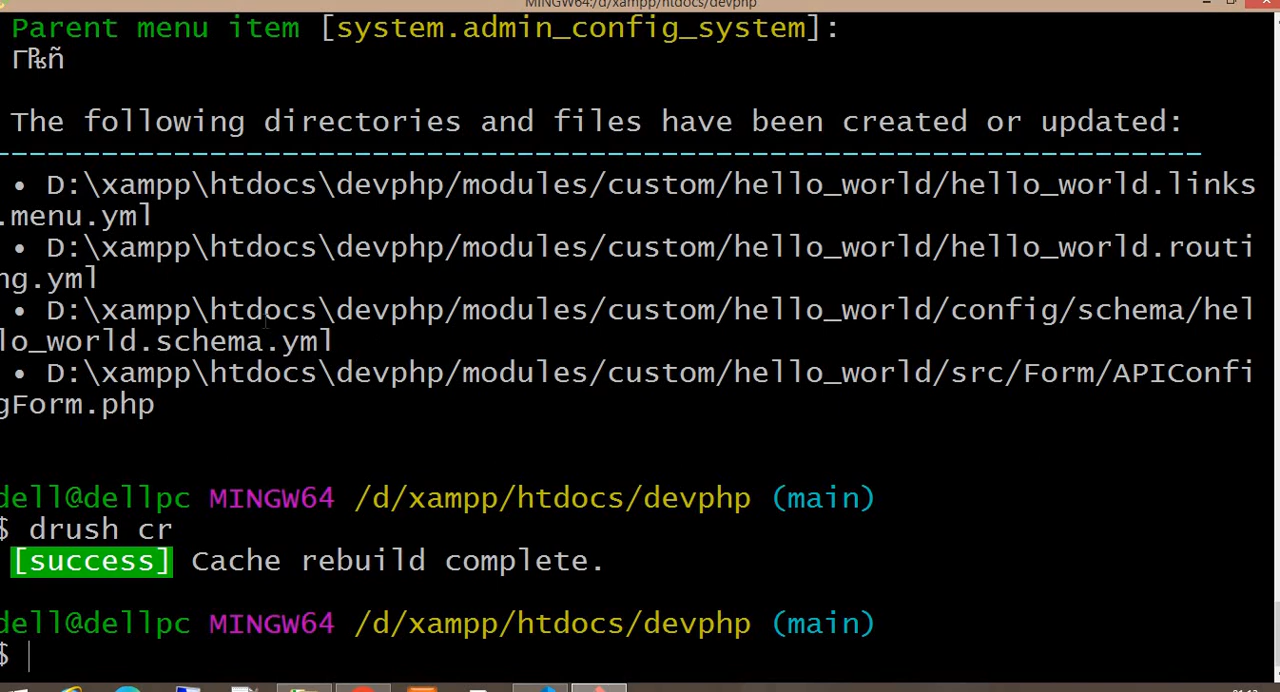 MINGW64:/d/xampp/htdocs/devphp
Parent menu item [system.admin_config_system]:
The following directories and files have been created or updated:
• D:\xampp\htdocs\devphp/modules/custom/hello_world/hello_world.links
.menu.yml
• D:\xampp\htdocs\devphp/modules/custom/hello_world/hello_world.routi
ng.yml
• D:\xampp\htdocs\devphp/modules/custom/hello_world/config/schema/hel
lo_world.schema.yml
• D:\xampp\htdocs\devphp/modules/custom/hello_world/src/Form/APIConfi
gForm.php
dell@dellpc MINGW64 /d/xampp/htdocs/devphp (main)
$ drush cr
[success] Cache rebuild complete.
dell@dellpc MINGW64 /d/xampp/htdocs/devphp (main)
$